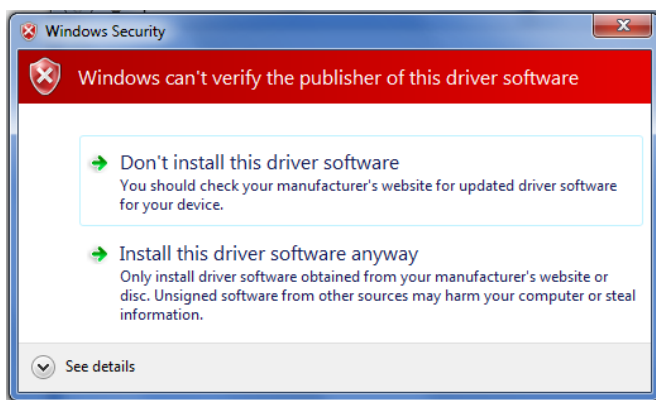 Windows Security
Windows can't verify the publisher of this driver software
Don't install this driver software
You should check your manufacturer's website for updated driver software
for your device.
Install this driver software anyway
Only install driver software obtained from your manufacturer's website or
disc. Unsigned software from other sources may harm your computer or steal
information.
See details